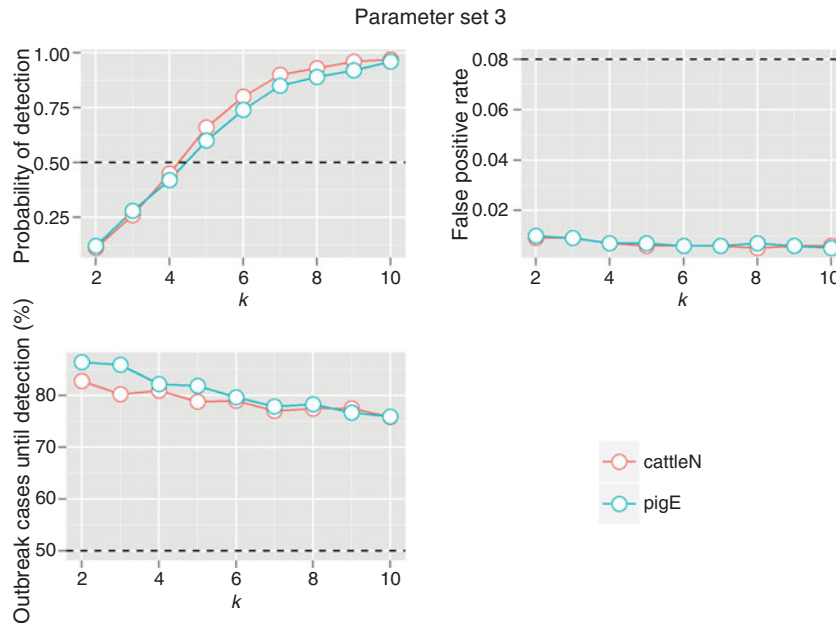 Parameter set 3
Probability of detection
1.00
0.75
0.50
0.25
2 4 6 8 10
k
False positive rate
0.08
0.06
0.04
0.02
2 4 6 8 10
k
Outbreak cases until detection (%)
80
70
60
50
2 4 6 8 10
k
cattleN
pigE